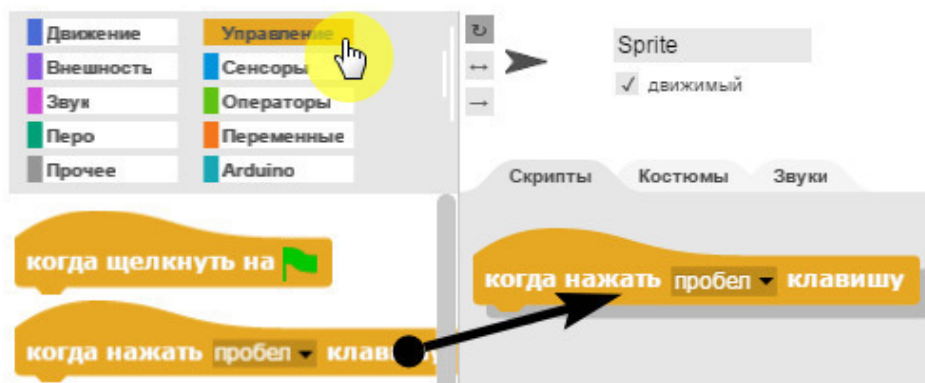 Движение
Управление
Внешность
Сенсоры
Звук
Операторы
Перо
Переменные
Прочее
Arduino
Sprite
движимый
Скрипты Костюмы Звуки
когда щелкнуть на
когда нажать пробел клавишу
когда нажать пробел